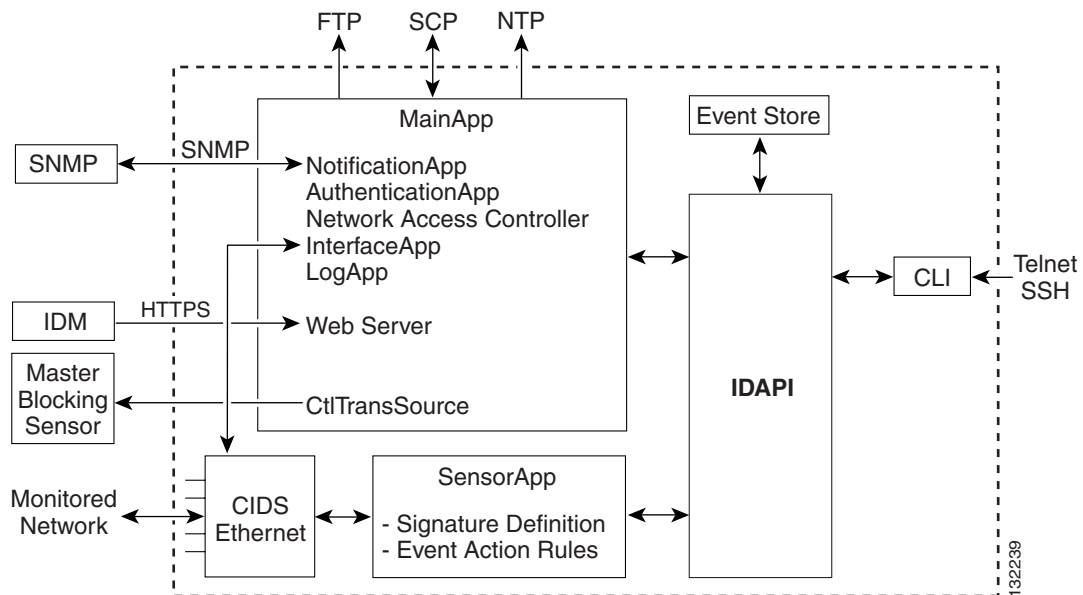 FTP
SCP
NTP
MainApp
Event Store
SNMP
SNMP
NotificationApp
AuthenticationApp
Network Access Controller
InterfaceApp
LogApp
CLI
Telnet
SSH
IDM
HTTPS
Web Server
Master
Blocking
Sensor
CtlTransSource
IDAPI
Monitored
Network
CIDS
Ethernet
SensorApp
- Signature Definition
- Event Action Rules
132239